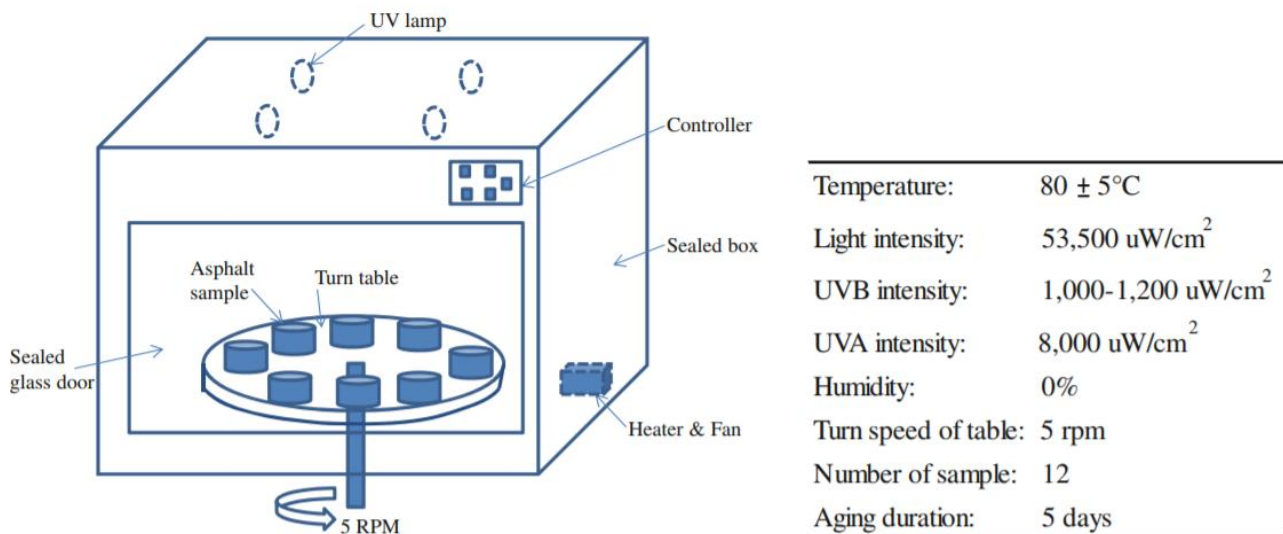 UV lamp
Controller
Sealed box
Asphalt
sample
Turn table
Sealed
glass door
Heater & Fan
5 RPM
Temperature: 80 ± 5°C
Light intensity: 53,500 uW/cm²
UVB intensity: 1,000-1,200 uW/cm²
UVA intensity: 8,000 uW/cm²
Humidity: 0%
Turn speed of table: 5 rpm
Number of sample: 12
Aging duration: 5 days